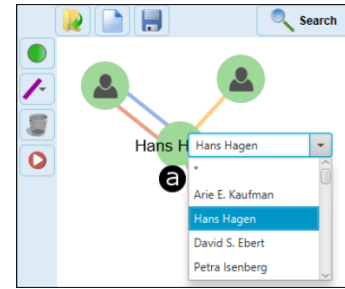 Search
Hans H
Hans Hagen
a
*
Arie E. Kaufman
Hans Hagen
David S. Ebert
Petra Isenberg